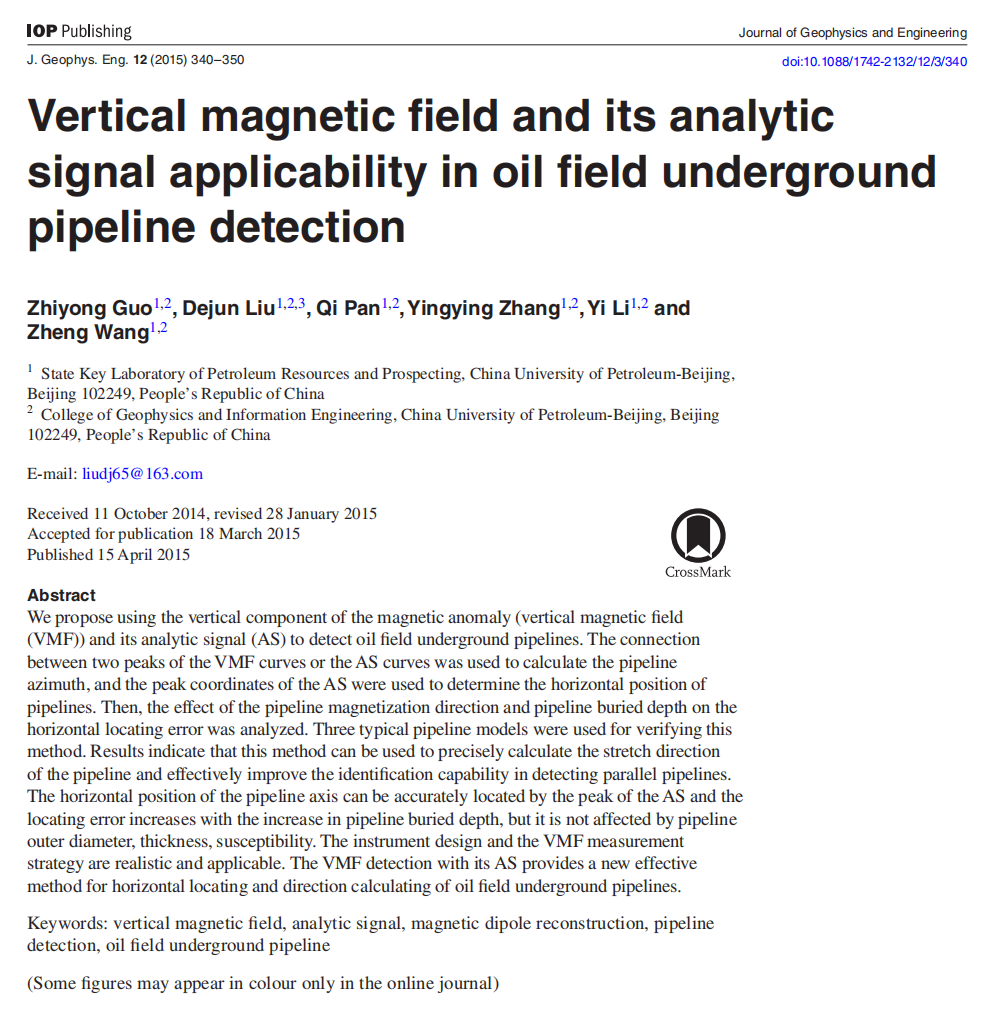 IOP Publishing
Journal of Geophysics and Engineering
J. Geophys. Eng. 12 (2015) 340–350
doi:10.1088/1742-2132/12/3/340
Vertical magnetic field and its analytic
signal applicability in oil field underground
pipeline detection
Zhiyong Guo1,2, Dejun Liu1,2,3, Qi Pan1,2, Yingying Zhang1,2, Yi Li1,2 and
Zheng Wang1,2
1 State Key Laboratory of Petroleum Resources and Prospecting, China University of Petroleum-Beijing,
Beijing 102249, People's Republic of China
2 College of Geophysics and Information Engineering, China University of Petroleum-Beijing, Beijing
102249, People's Republic of China
E-mail: liudj65@163.com
Received 11 October 2014, revised 28 January 2015
Accepted for publication 18 March 2015
Published 15 April 2015
CrossMark
Abstract
We propose using the vertical component of the magnetic anomaly (vertical magnetic field
(VMF)) and its analytic signal (AS) to detect oil field underground pipelines. The connection
between two peaks of the VMF curves or the AS curves was used to calculate the pipeline
azimuth, and the peak coordinates of the AS were used to determine the horizontal position of
pipelines. Then, the effect of the pipeline magnetization direction and pipeline buried depth on the
horizontal locating error was analyzed. Three typical pipeline models were used for verifying this
method. Results indicate that this method can be used to precisely calculate the stretch direction
of the pipeline and effectively improve the identification capability in detecting parallel pipelines.
The horizontal position of the pipeline axis can be accurately located by the peak of the AS and the
locating error increases with the increase in pipeline buried depth, but it is not affected by pipeline
outer diameter, thickness, susceptibility. The instrument design and the VMF measurement
strategy are realistic and applicable. The VMF detection with its AS provides a new effective
method for horizontal locating and direction calculating of oil field underground pipelines.
Keywords: vertical magnetic field, analytic signal, magnetic dipole reconstruction, pipeline
detection, oil field underground pipeline
(Some figures may appear in colour only in the online journal)